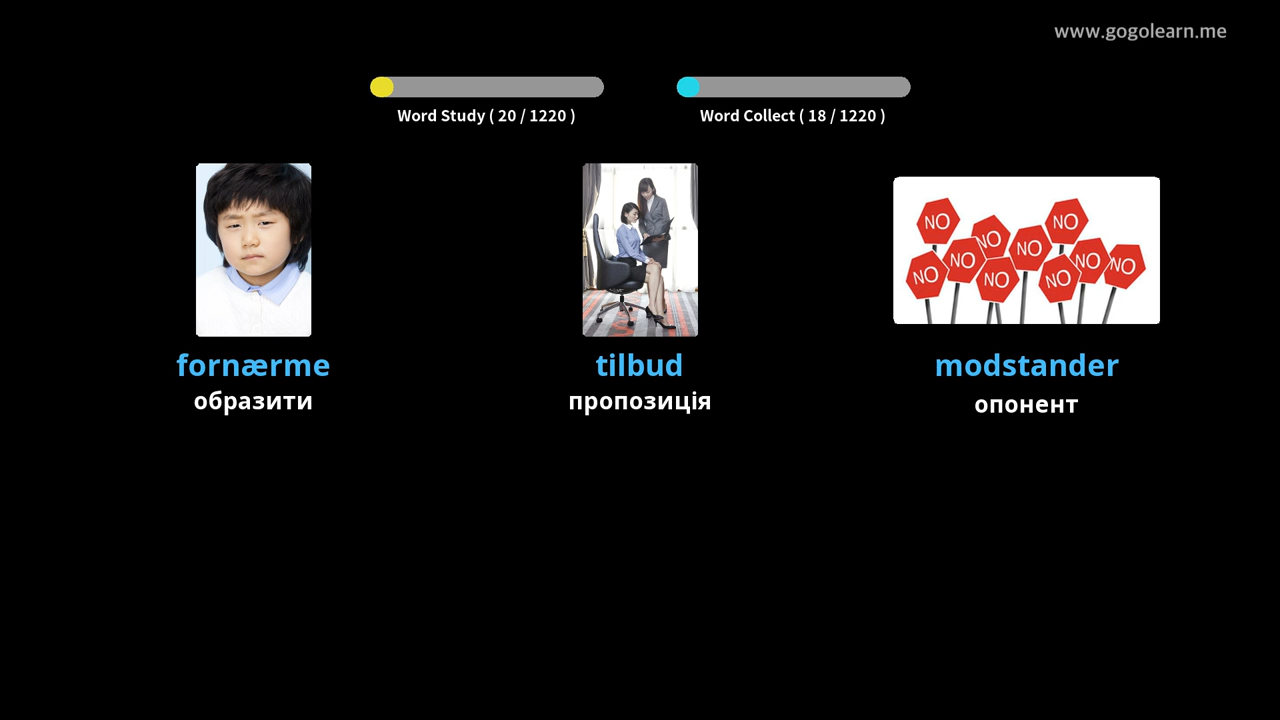 www.gogolearn.me
Word Study ( 20 / 1220 )
Word Collect ( 18 / 1220 )
NO
NO
NO
NO
NO
NO
NO
NO
NO
NO
fornærme
tilbud
modstander
образити
пропозиція
опонент